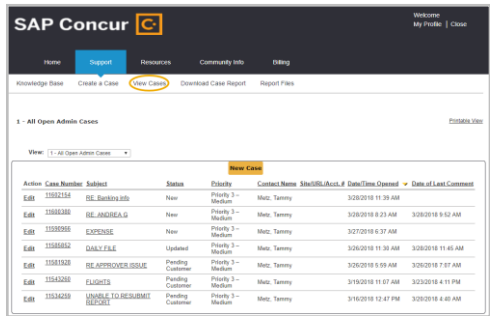 SAP Concur C
Welcome
My Profile | Close
Home Support Resources Community Info Billing
Knowledge Base Create a Case View Cases Download Case Report Report Files
1 - All Open Admin Cases Printable View
View: 1 - All Open Admin Cases
New Case
Action Case Number Subject Status Priority Contact Name Site/URL/Acct. # Date/Time Opened Date of Last Comment
Edit 11602154 RE: Banking info New Priority 3 – Medium Metz, Tammy 3/28/2018 11:39 AM
Edit RE: ANDREA G New Priority 3 – Medium Metz, Tammy 3/28/2018 8:23 AM 3/28/2018 9:52 AM
Edit EXPENSE New Priority 3 – Medium Metz, Tammy 3/27/2018 6:37 AM
Edit DAILY FILE Updated Priority 3 – Medium Metz, Tammy 3/26/2018 11:38 AM 3/28/2018 11:45 AM
Edit 11581928 RE:APPROVER ISSUE Pending Customer Priority 3 – Medium Metz, Tammy 3/26/2018 5:59 AM 3/26/2018 7:07 AM
Edit 11543260 FLIGHTS Pending Customer Priority 3 – Medium Metz, Tammy 3/19/2018 11:07 AM 3/23/2018 4:11 PM
Edit 11534259 UNABLE TO RESUBMIT REPORT Pending Customer Priority 3 – Medium Metz, Tammy 3/16/2018 12:47 PM 3/20/2018 4:40 AM